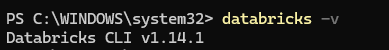 PS C:\WINDOWS\system32> databricks -v
Databricks CLI v1.14.1